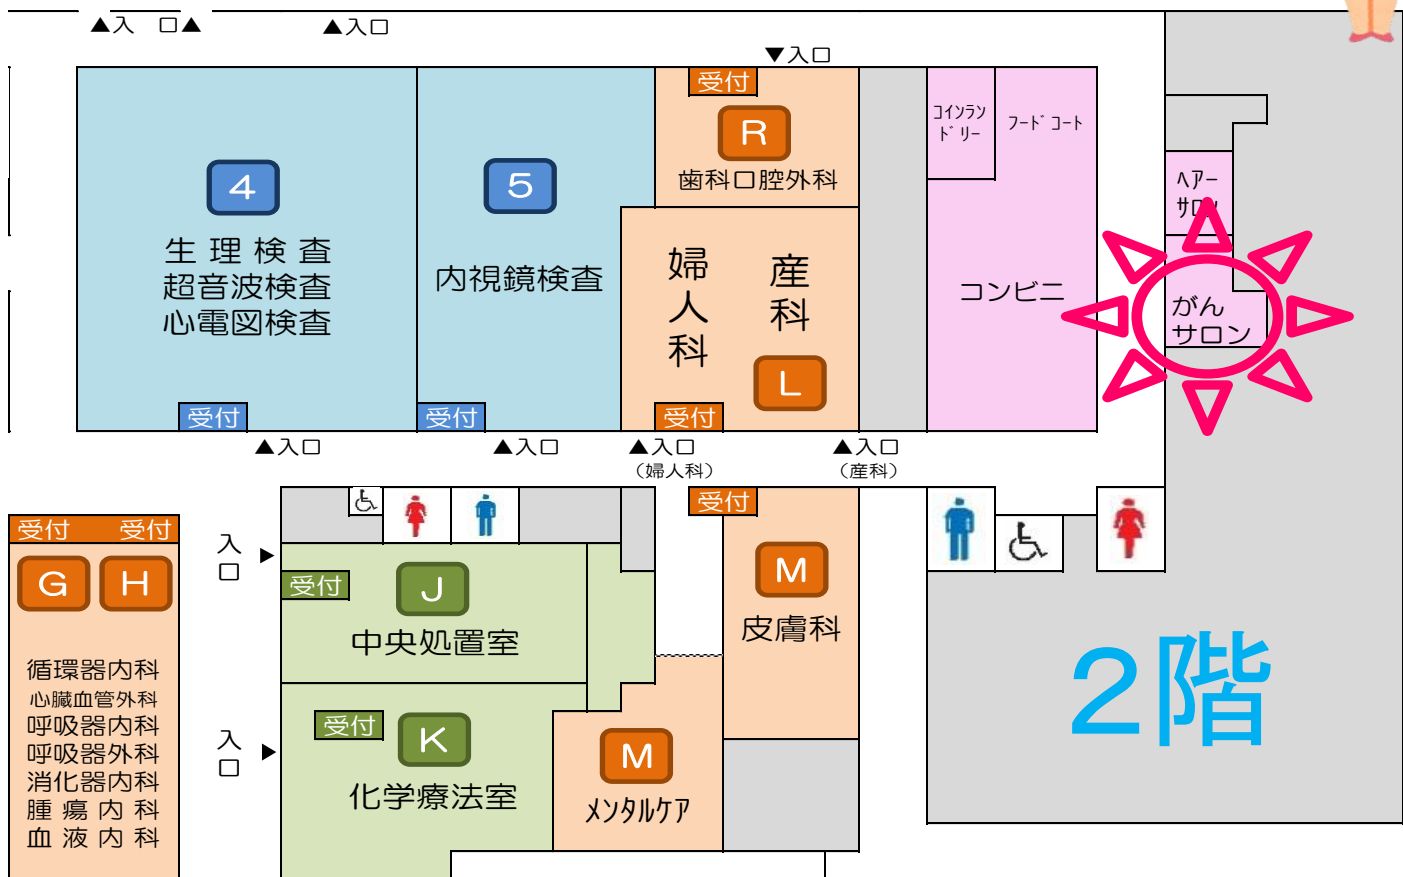 ▲入 口▲
▲入口
▼入口
受付
R
歯科口腔外科
4
生理検査
超音波検査
心電図検査
受付
5
内視鏡検査
受付
婦人科
産科
L
受付
コインラン
ドリー
フードコート
コンビニ
ヘアー
サロン
がん
サロン
▲入口
▲入口
▲入口
(婦人科)
▲入口
(産科)
受付 受付
G H
循環器内科
心臓血管外科
呼吸器内科
呼吸器外科
消化器内科
腫瘍内科
血液内科
入口▶
受付
J
中央処置室
入口▶
受付
K
化学療法室
受付
M
皮膚科
M
メンタルケア
2階